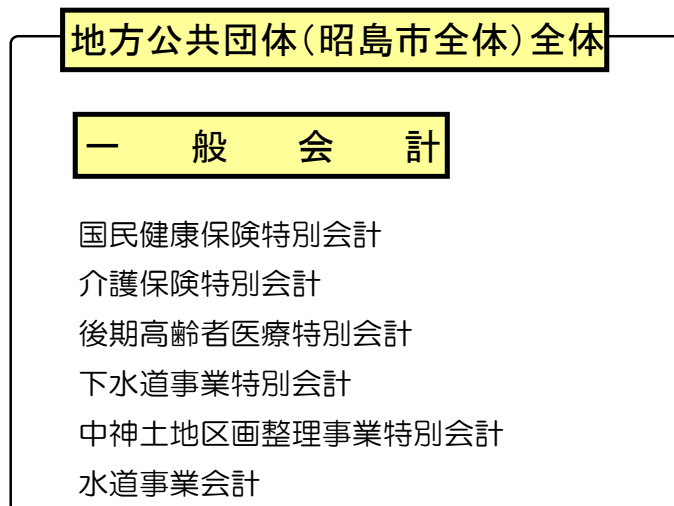 地方公共団体（昭島市全体）全体
一般会計
国民健康保険特別会計
介護保険特別会計
後期高齢者医療特別会計
下水道事業特別会計
中神土地区画整理事業特別会計
水道事業会計